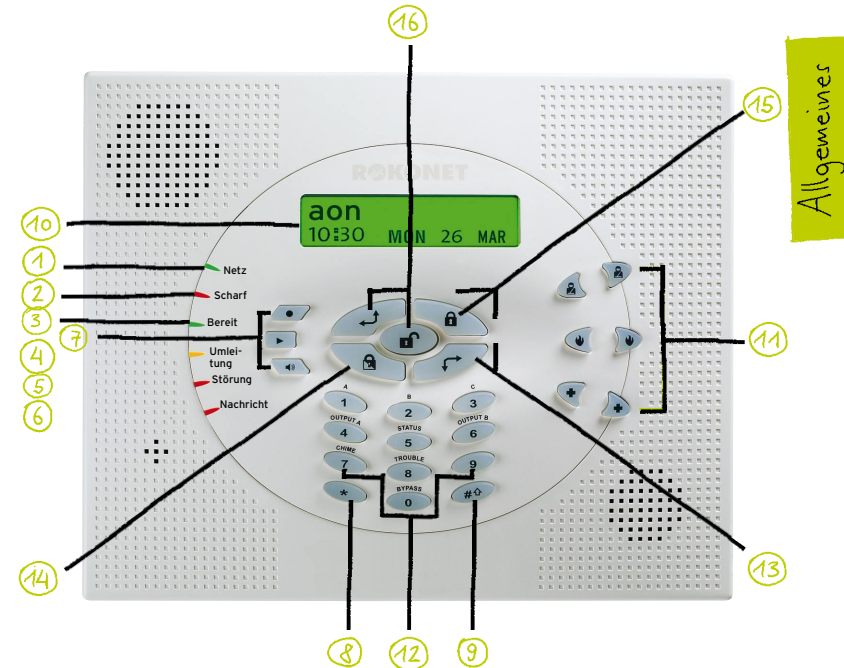 16
15
Allgemeines
ROKONET
aon
10:30 MON 26 MAR
10
1
Netz
2
Scharf
3
Bereit
7
4
Umlei-
tung
5
Störung
6
Nachricht
11
A
B
C
1
2
3
OUTPUT A
STATUS
OUTPUT B
4
5
6
CHIME
TROUBLE
7
8
9
BYPASS
*
0
#⇧
14
13
8
12
9